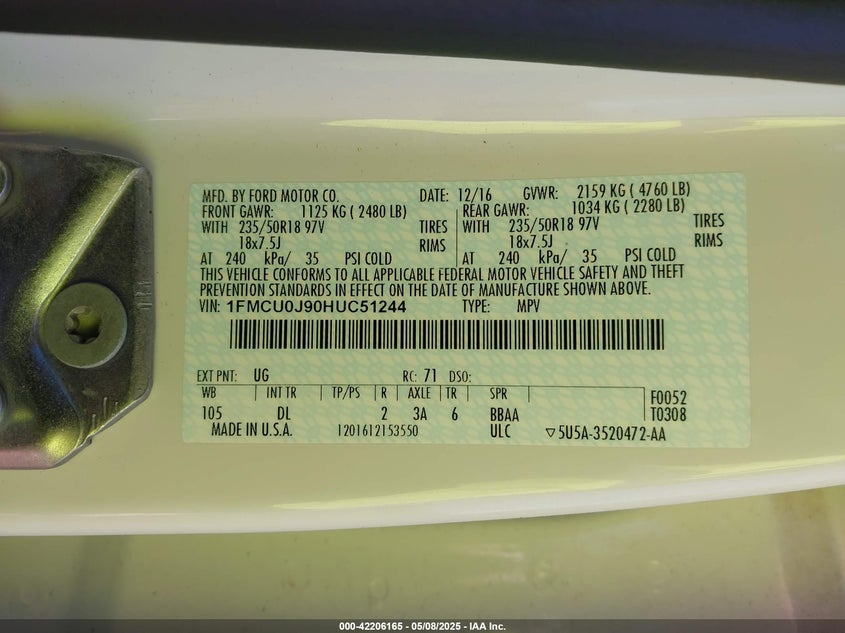 MFD. BY FORD MOTOR CO. DATE: 12/16 GVWR: 2159 KG ( 4760 LB)
FRONT GAWR: 1125 KG ( 2480 LB) REAR GAWR: 1034 KG ( 2280 LB)
WITH 235/50R18 97V TIRES WITH 235/50R18 97V TIRES
18x7.5J RIMS 18x7.5J RIMS
AT 240 kPa/ 35 PSI COLD AT 240 kPa/ 35 PSI COLD
THIS VEHICLE CONFORMS TO ALL APPLICABLE FEDERAL MOTOR VEHICLE SAFETY AND THEFT
PREVENTION STANDARDS IN EFFECT ON THE DATE OF MANUFACTURE SHOWN ABOVE.
VIN: 1FMCU0J90HUC51244 TYPE: MPV
EXT PNT: UG RC: 71 DSO:
WB INT TR TP/PS R AXLE TR SPR F0052
105 DL 2 3A 6 BBAA T0308
MADE IN U.S.A. 1201612153550 ULC ▽5U5A-3520472-AA
000-42206165 - 05/08/2025 - IAA Inc.